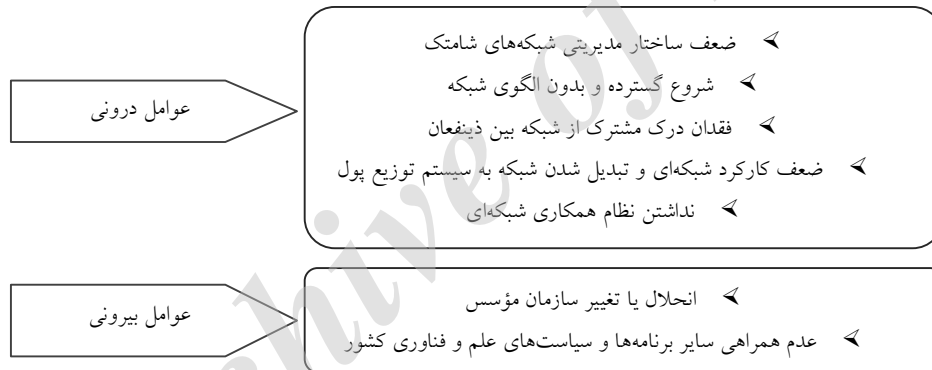 ضعف ساختار مدیریتی شبکه‌های شامتک
شروع گسترده و بدون الگوی شبکه
عوامل درونی
فقدان درک مشترک از شبکه بین ذینفعان
ضعف کارکرد شبکه‌ای و تبدیل شدن شبکه به سیستم توزیع پول
نداشتن نظام همکاری شبکه‌ای
انحلال یا تغییر سازمان مؤسس
عوامل بیرونی
عدم همراهی سایر برنامه‌ها و سیاست‌های علم و فناوری کشور
chive of